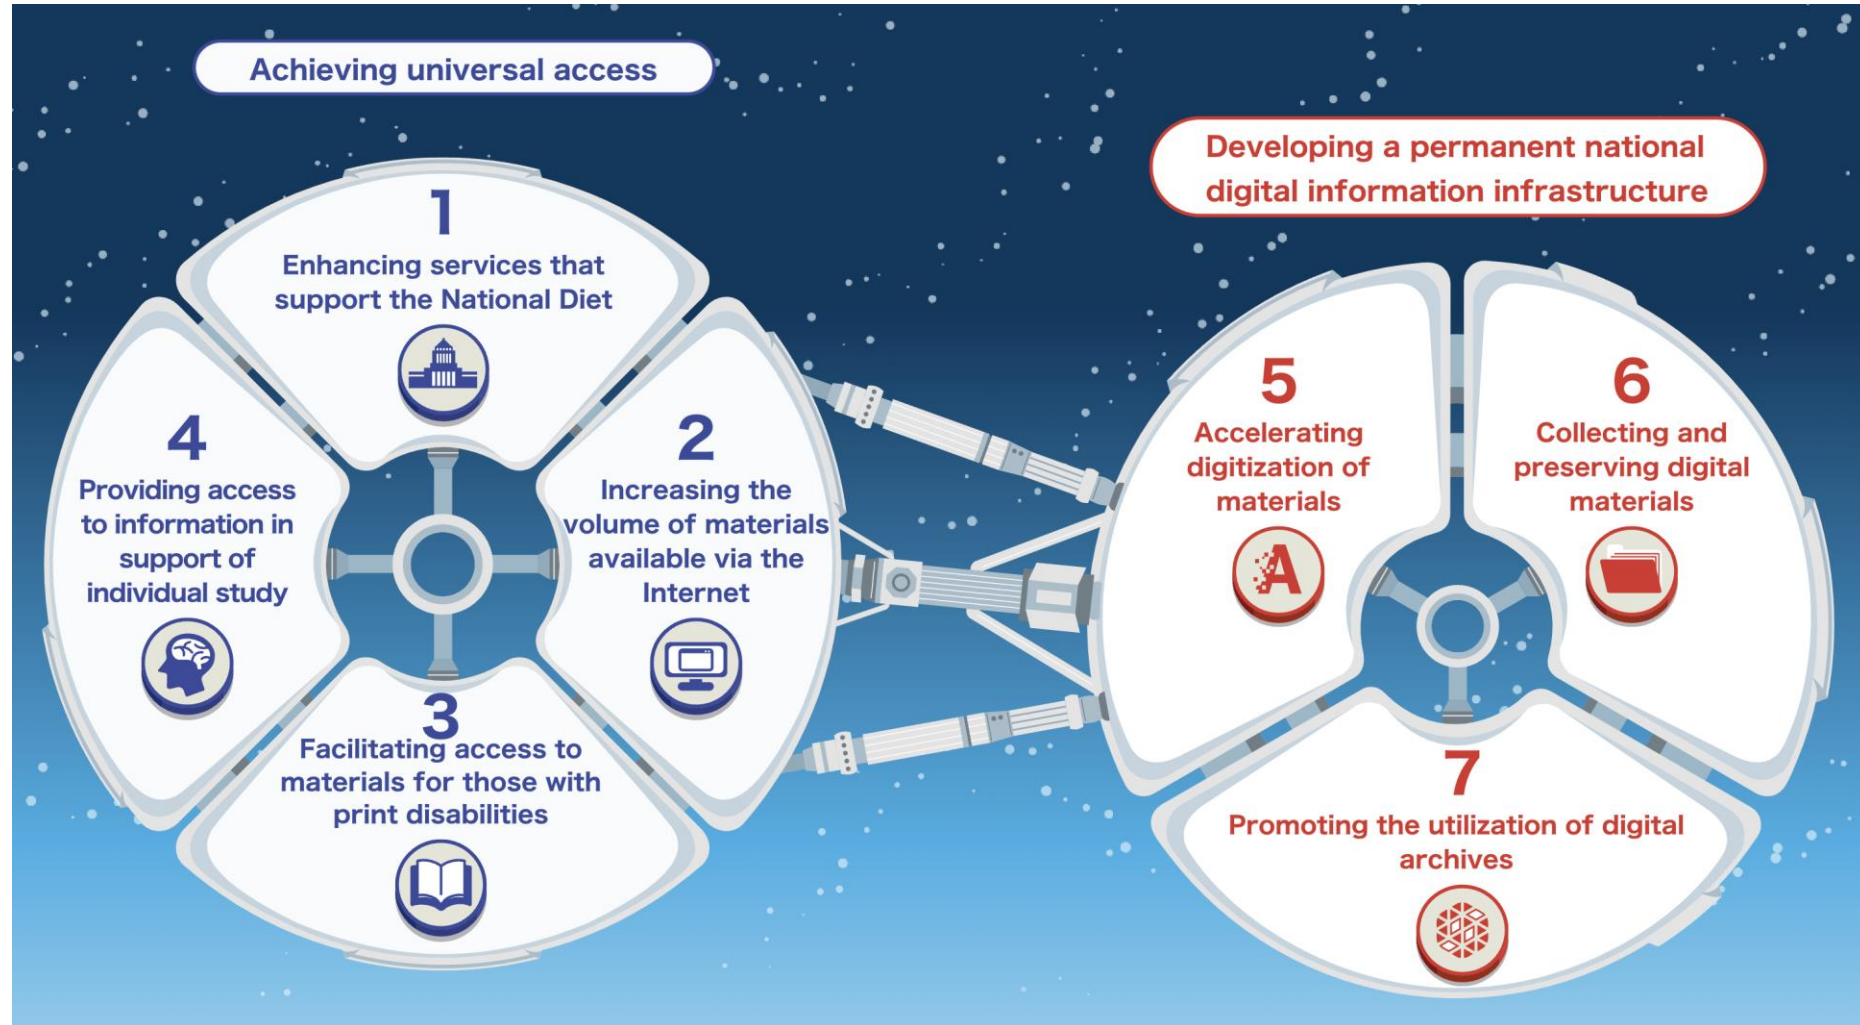 Achieving universal access
1
Enhancing services that
support the National Diet
2
Increasing the
volume of materials
available via the
Internet
3
Facilitating access to
materials for those with
print disabilities
4
Providing access
to information in
support of
individual study
Developing a permanent national
digital information infrastructure
5
Accelerating
digitization of
materials
A
6
Collecting and
preserving digital
materials
7
Promoting the utilization of digital
archives